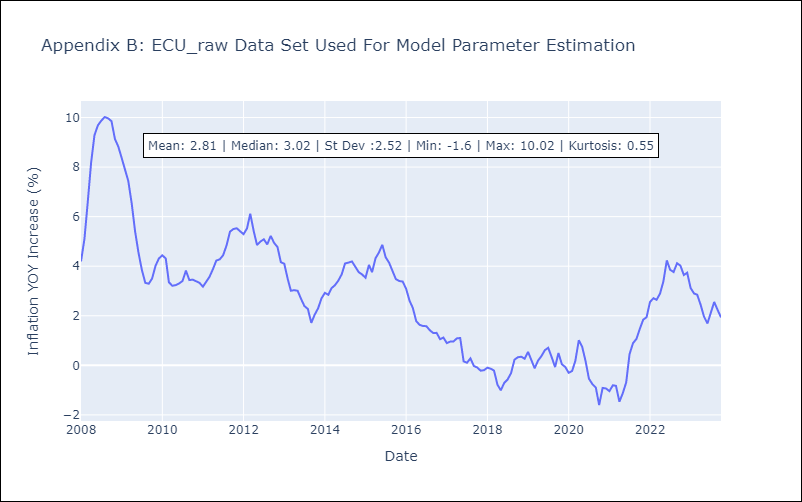 Appendix B: ECU_raw Data Set Used For Model Parameter Estimation
10
Mean: 2.81 | Median: 3.02 | St Dev :2.52 | Min: -1.6 | Max: 10.02 | Kurtosis: 0.55
8
6
4
2
0
−2
Inflation YOY Increase (%)
2008 2010 2012 2014 2016 2018 2020 2022
Date